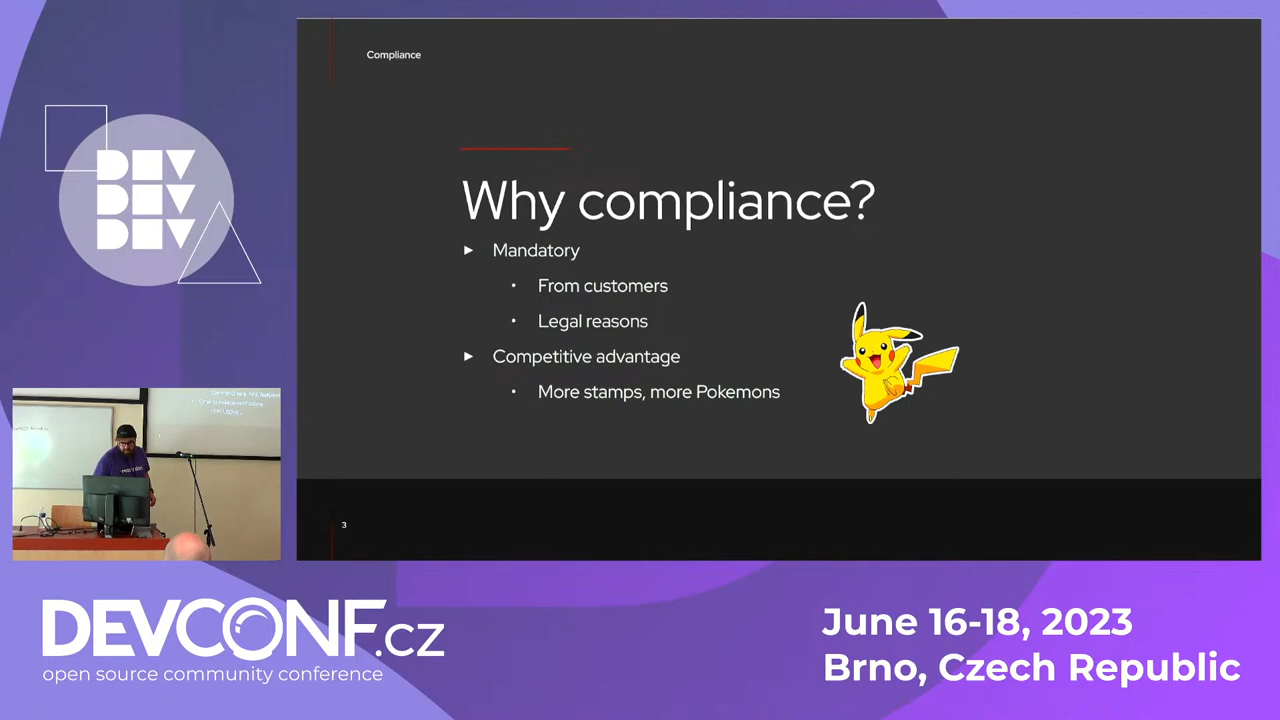 Compliance
DEV
DEV
DEV
Why compliance?
► Mandatory
• From customers
• Legal reasons
► Competitive advantage
• More stamps, more Pokemons
3
DEVCONF.cz
open source community conference
June 16-18, 2023
Brno, Czech Republic